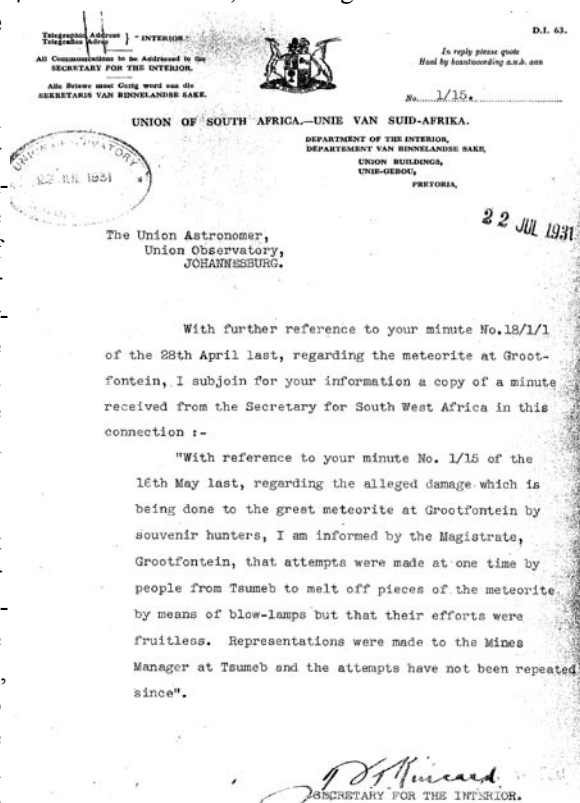 D.I. 63.
Telegraphic Address } "INTERIOR."
Telegrafies Adres
All Communications to be Addressed to the
SECRETARY FOR THE INTERIOR.
Alle Briewe moet Gerig word aan die
SEKRETARIS VAN BINNELANDSE SAKE.
In reply please quote
Haal by beantwoording a.u.b. aan
No. 1/15.
UNION OF SOUTH AFRICA.—UNIE VAN SUID-AFRIKA.
DEPARTMENT OF THE INTERIOR,
DEPARTEMENT VAN BINNELANDSE SAKE,
UNION BUILDINGS,
UNIE-GEBOU,
PRETORIA,
UNION OBSERVATORY
22 JUL 1931
22 JUL 1931
The Union Astronomer,
Union Observatory,
JOHANNESBURG.
With further reference to your minute No.18/1/1
of the 28th April last, regarding the meteorite at Groot-
fontein, I subjoin for your information a copy of a minute
received from the Secretary for South West Africa in this
connection :-
"With reference to your minute No. 1/15 of the
16th May last, regarding the alleged damage which is
being done to the great meteorite at Grootfontein by
souvenir hunters, I am informed by the Magistrate,
Grootfontein, that attempts were made at one time by
people from Tsumeb to melt off pieces of the meteorite
by means of blow-lamps but that their efforts were
fruitless. Representations were made to the Mines
Manager at Tsumeb and the attempts have not been repeated
since".
SECRETARY FOR THE INTERIOR.